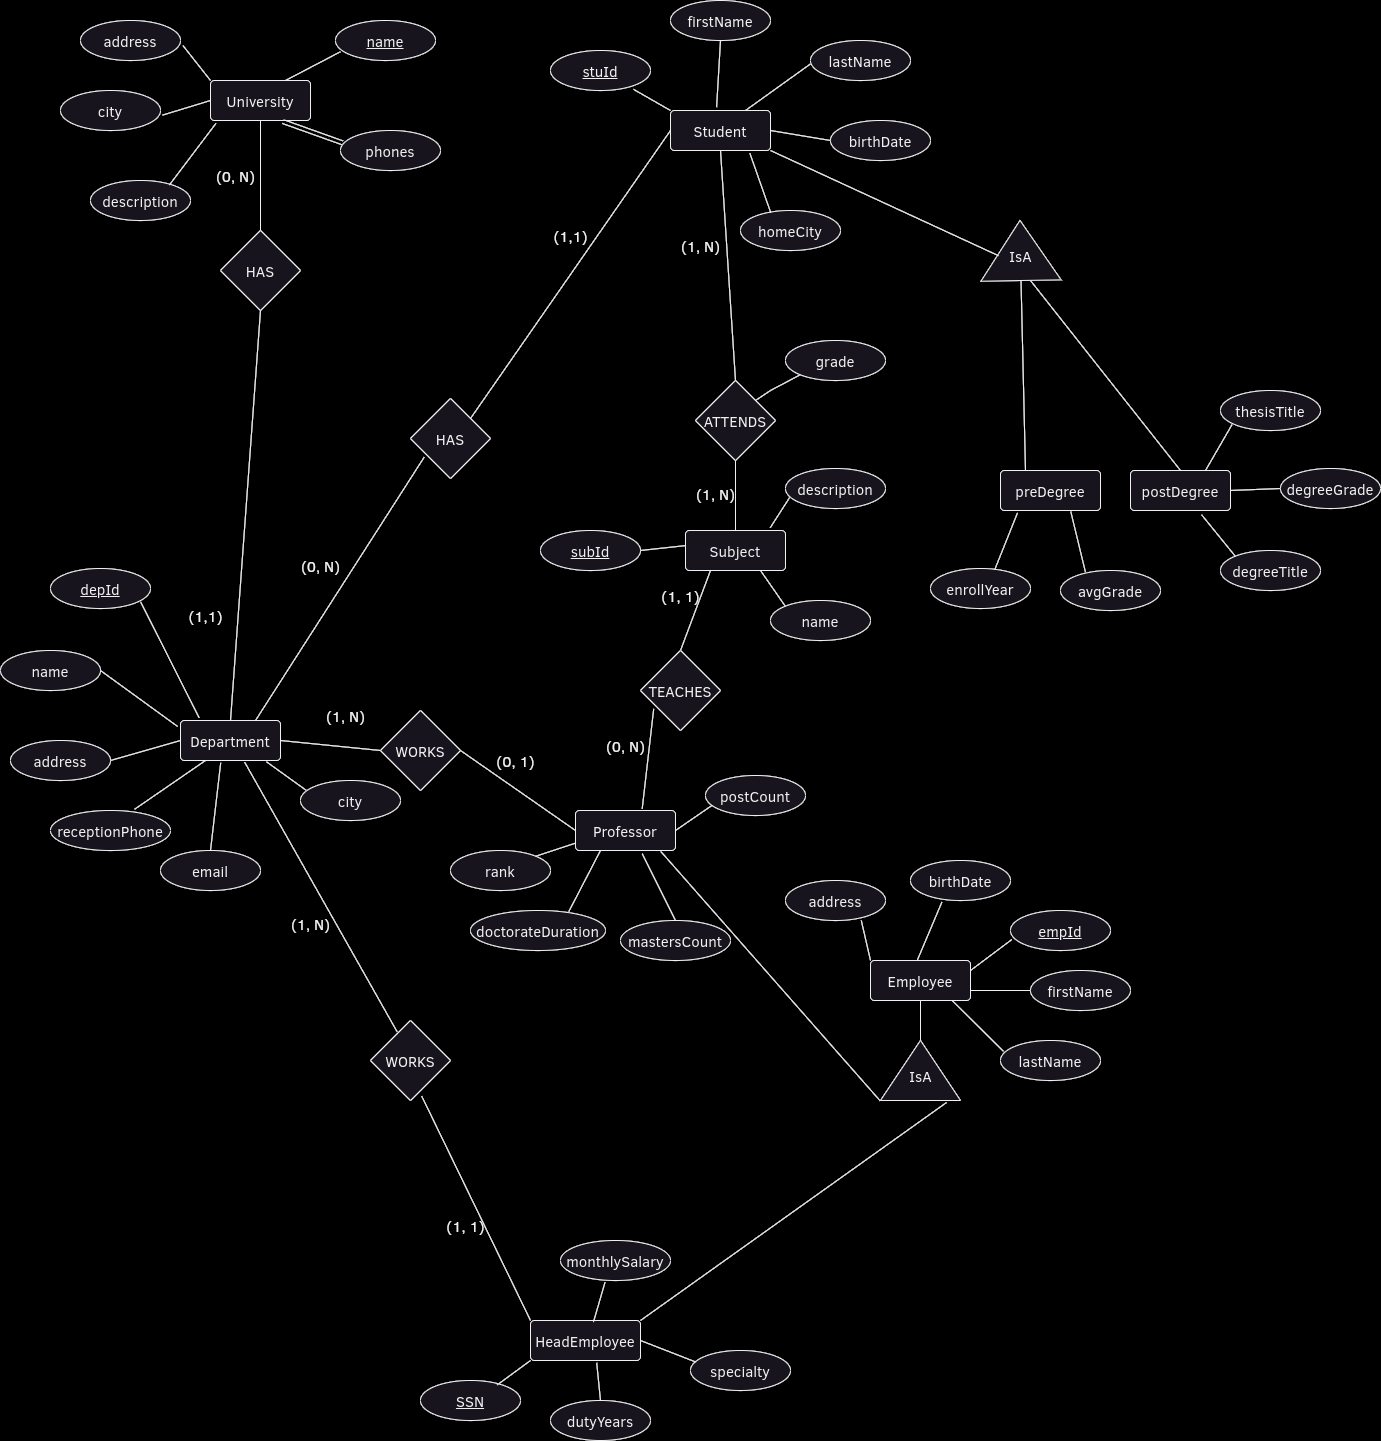 firstName
address
name
lastName
stuId
University
city
Student
birthDate
phones
(0, N)
description
homeCity
(1,1)
(1, N)
IsA
HAS
grade
thesisTitle
ATTENDS
HAS
description
(1, N)
preDegree
postDegree
degreeGrade
subId
Subject
(0, N)
degreeTitle
depId
enrollYear
avgGrade
(1, 1)
(1,1)
name
name
TEACHES
(1, N)
Department
WORKS
(0, N)
address
(0, 1)
postCount
city
receptionPhone
Professor
email
rank
birthDate
address
(1, N)
doctorateDuration
mastersCount
empId
Employee
firstName
WORKS
lastName
IsA
(1, 1)
monthlySalary
HeadEmployee
specialty
SSN
dutyYears